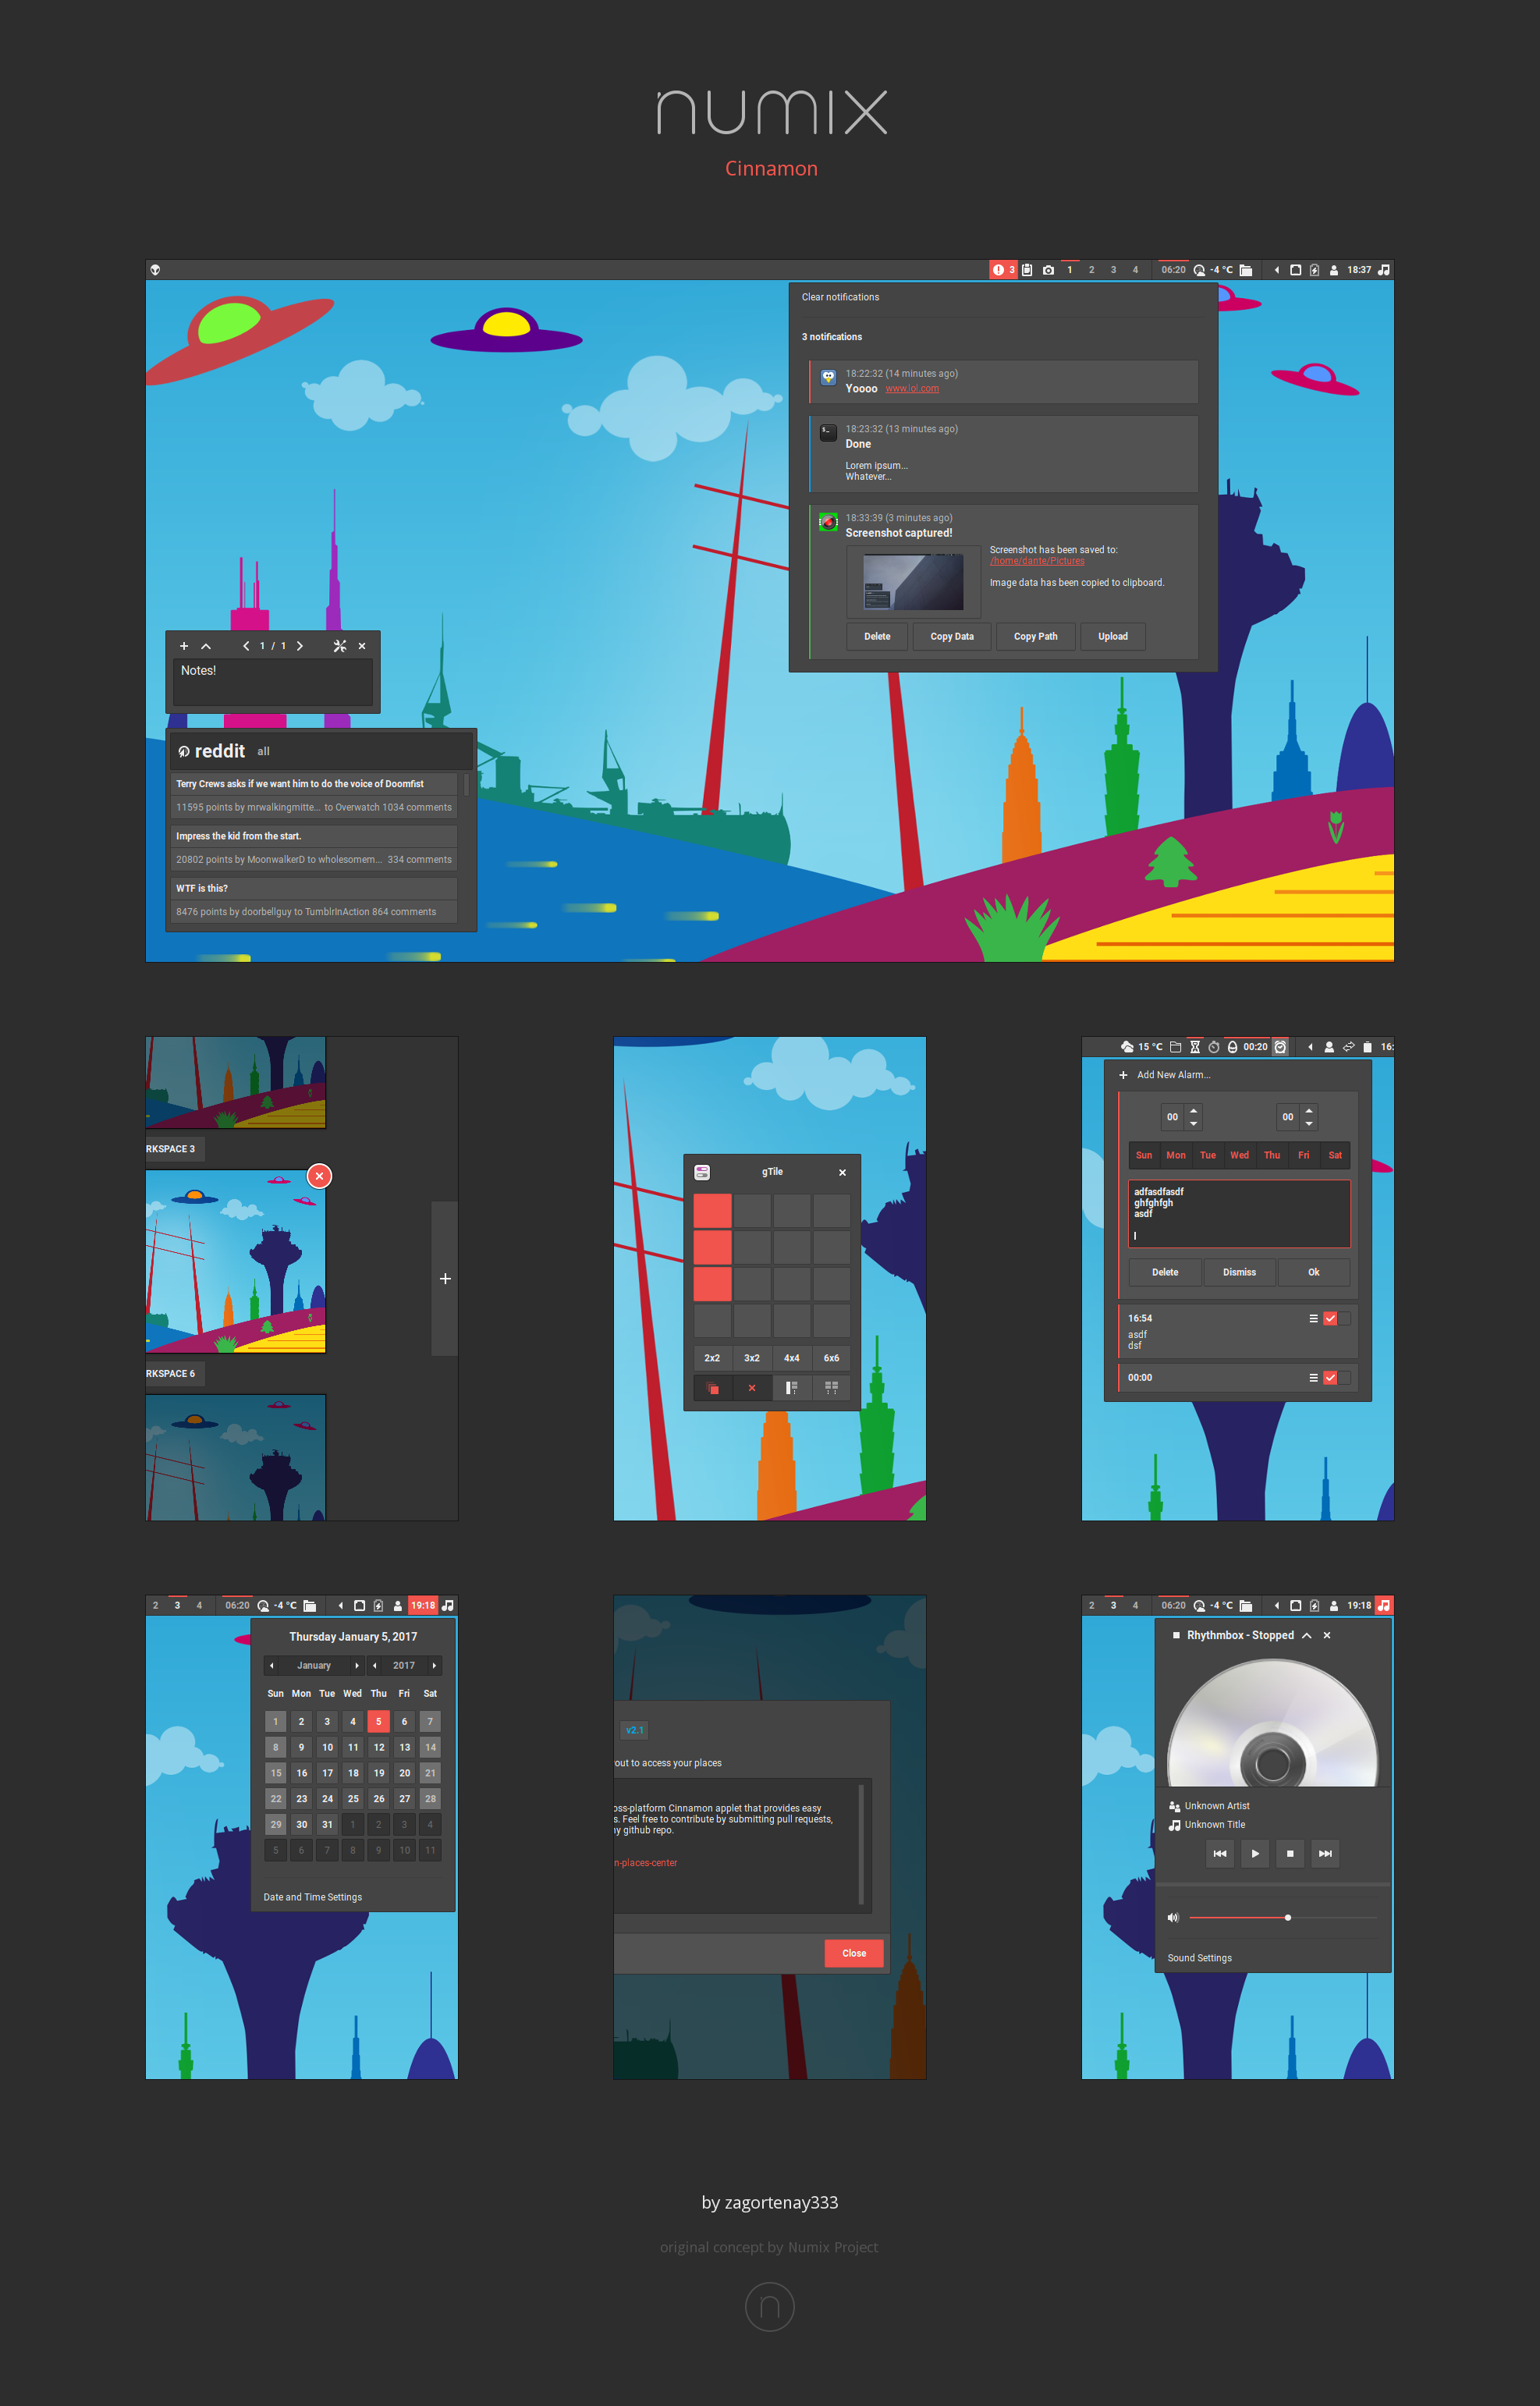 numix
Cinnamon
3 1 2 3 4 06:20 -4 °C 18:37
Clear notifications
3 notifications
18:22:32 (14 minutes ago)
Yoooo www.lol.com
18:23:32 (13 minutes ago)
Done
Lorem ipsum...
Whatever...
18:33:39 (3 minutes ago)
Screenshot captured!
Screenshot has been saved to:
/home/dante/Pictures
Image data has been copied to clipboard.
Delete Copy Data Copy Path Upload
1 / 1
Notes!
reddit all
Terry Crews asks if we want him to do the voice of Doomfist
11595 points by mrwalkingmitte... to Overwatch 1034 comments
Impress the kid from the start.
20802 points by MoonwalkerD to wholesomem... 334 comments
WTF is this?
8476 points by doorbellguy to TumblrInAction 864 comments
RKSPACE 3
RKSPACE 6
gTile
2x2 3x2 4x4 6x6
15 °C 00:20 16:
Add New Alarm...
00 00
Sun Mon Tue Wed Thu Fri Sat
adfasdfasdf
ghfghfgh
asdf
Delete Dismiss Ok
16:54
asdf
dsf
00:00
2 3 4 06:20 -4 °C 19:18
Thursday January 5, 2017
January 2017
Sun Mon Tue Wed Thu Fri Sat
1 2 3 4 5 6 7
8 9 10 11 12 13 14
15 16 17 18 19 20 21
22 23 24 25 26 27 28
29 30 31 1 2 3 4
5 6 7 8 9 10 11
Date and Time Settings
v2.1
out to access your places
oss-platform Cinnamon applet that provides easy
s. Feel free to contribute by submitting pull requests,
y github repo.
n-places-center
Close
2 3 4 06:20 -4 °C 19:18
Rhythmbox - Stopped
Unknown Artist
Unknown Title
Sound Settings
by zagortenay333
original concept by Numix Project
n